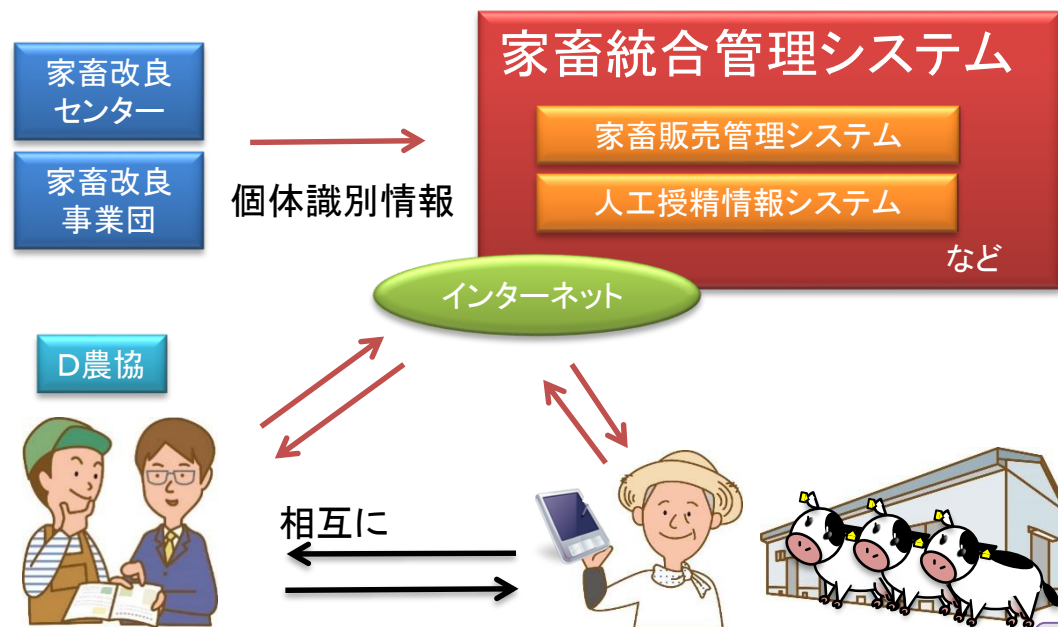 家畜改良
センター
家畜改良
事業団
個体識別情報
家畜統合管理システム
家畜販売管理システム
人工授精情報システム
など
インターネット
Ｄ農協
相互に